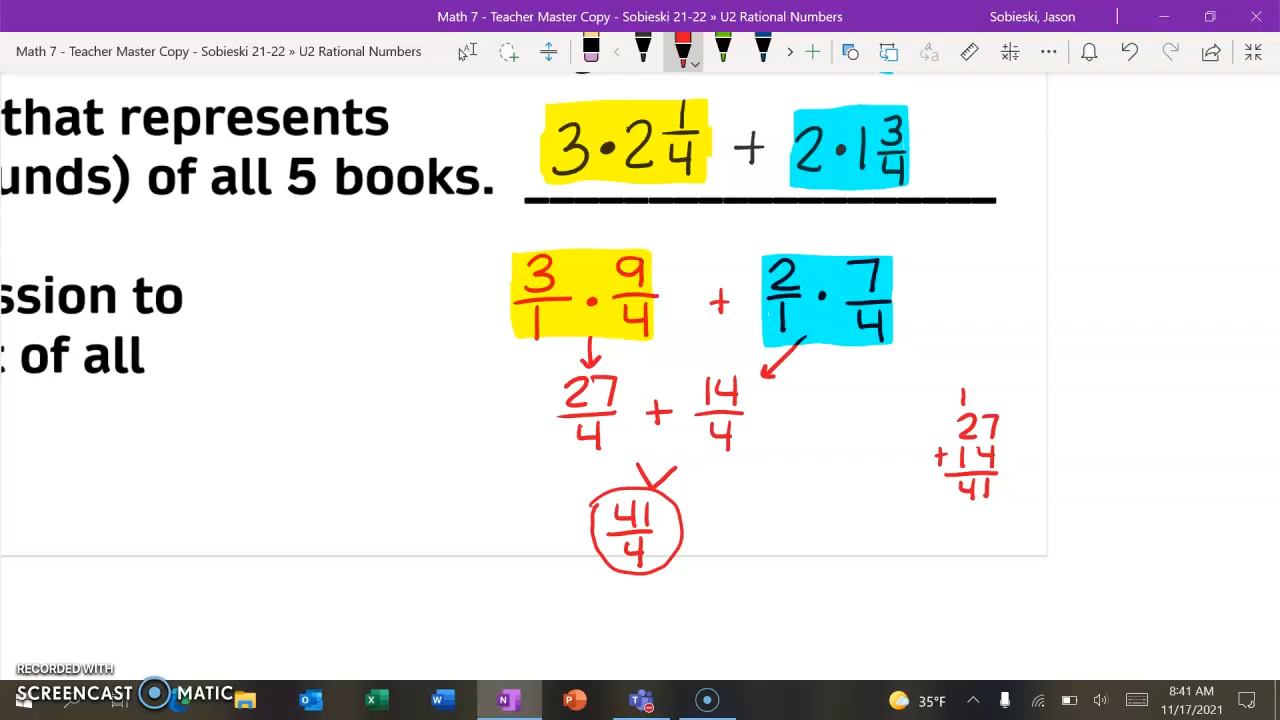 Math 7 - Teacher Master Copy - Sobieski 21-22 » U2 Rational Numbers
Sobieski, Jason
Math 7 - Teacher Master Copy - Sobieski 21-22 » U2 Rational Numbers
that represents
unds) of all 5 books.
3 • 2 1/4 + 2 • 1 3/4
ssion to
t of all
3/1 • 9/4 + 2/1 • 7/4
27/4 + 14/4
41/4
1
27
+ 14
41
RECORDED WITH
SCREENCAST MATIC
35°F
8:41 AM
11/17/2021